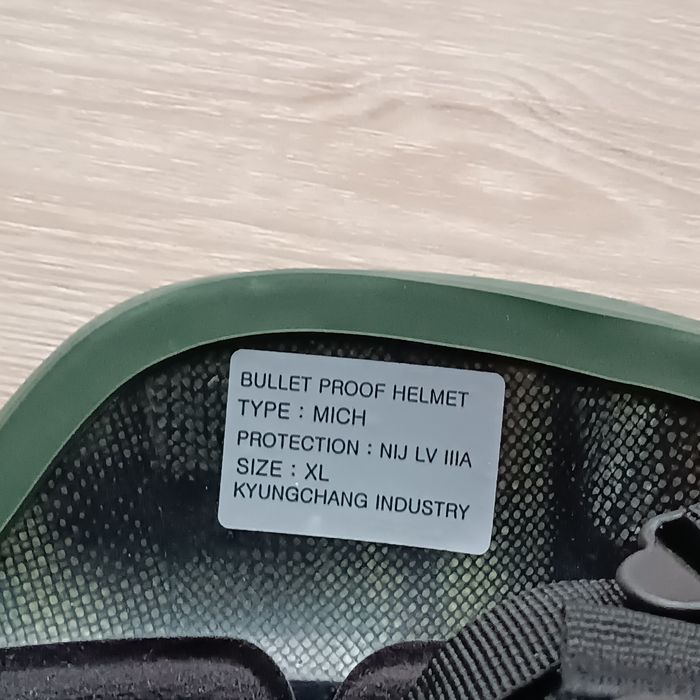 BULLET PROOF HELMET
TYPE : MICH
PROTECTION : NIJ LV IIIA
SIZE : XL
KYUNGCHANG INDUSTRY